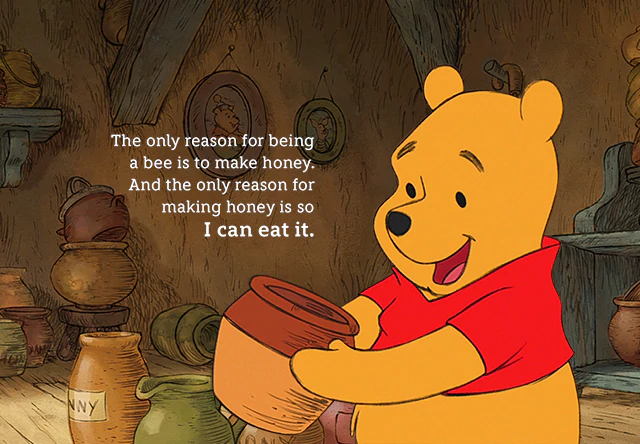 The only reason for being
a bee is to make honey.
And the only reason for
making honey is so
I can eat it.
NNY